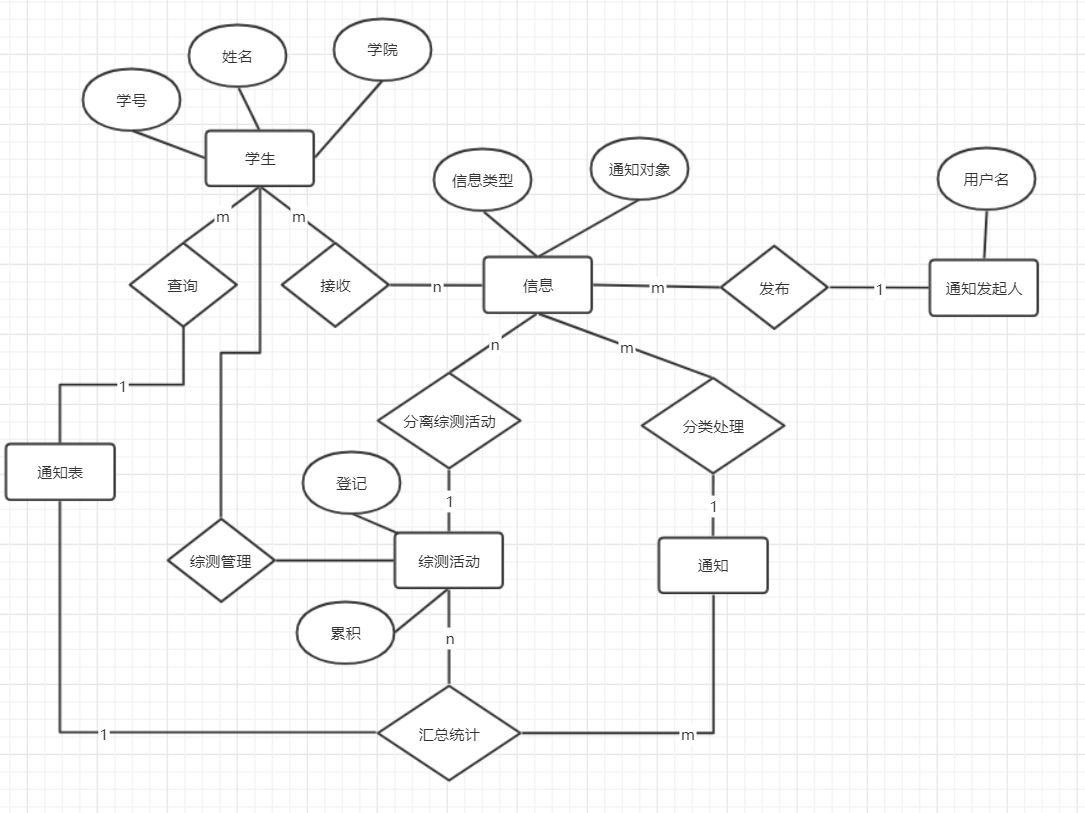 学院
姓名
学号
学生
通知对象
信息类型
用户名
m
m
查询
接收
n
信息
m
发布
1
通知发起人
n
m
1
分离综测活动
分类处理
通知表
登记
1
1
综测管理
综测活动
通知
累积
n
1
汇总统计
m